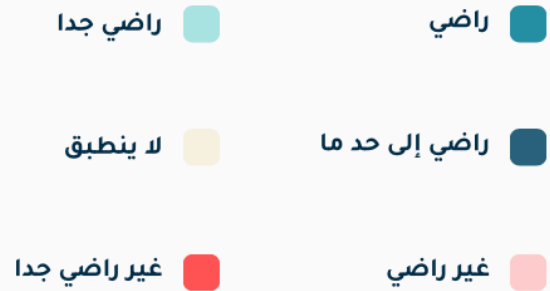 راضي
راضي جدا
راضي إلى حد ما
لا ينطبق
غير راضي
غير راضي جدا